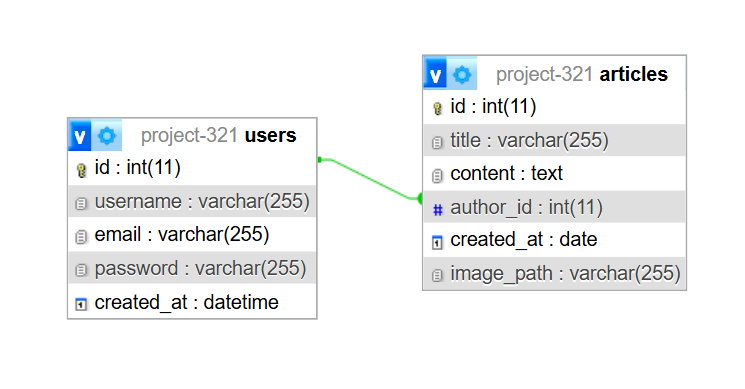 v project-321 users
id : int(11)
username : varchar(255)
email : varchar(255)
password : varchar(255)
created_at : datetime
v project-321 articles
id : int(11)
title : varchar(255)
content : text
# author_id : int(11)
created_at : date
image_path : varchar(255)